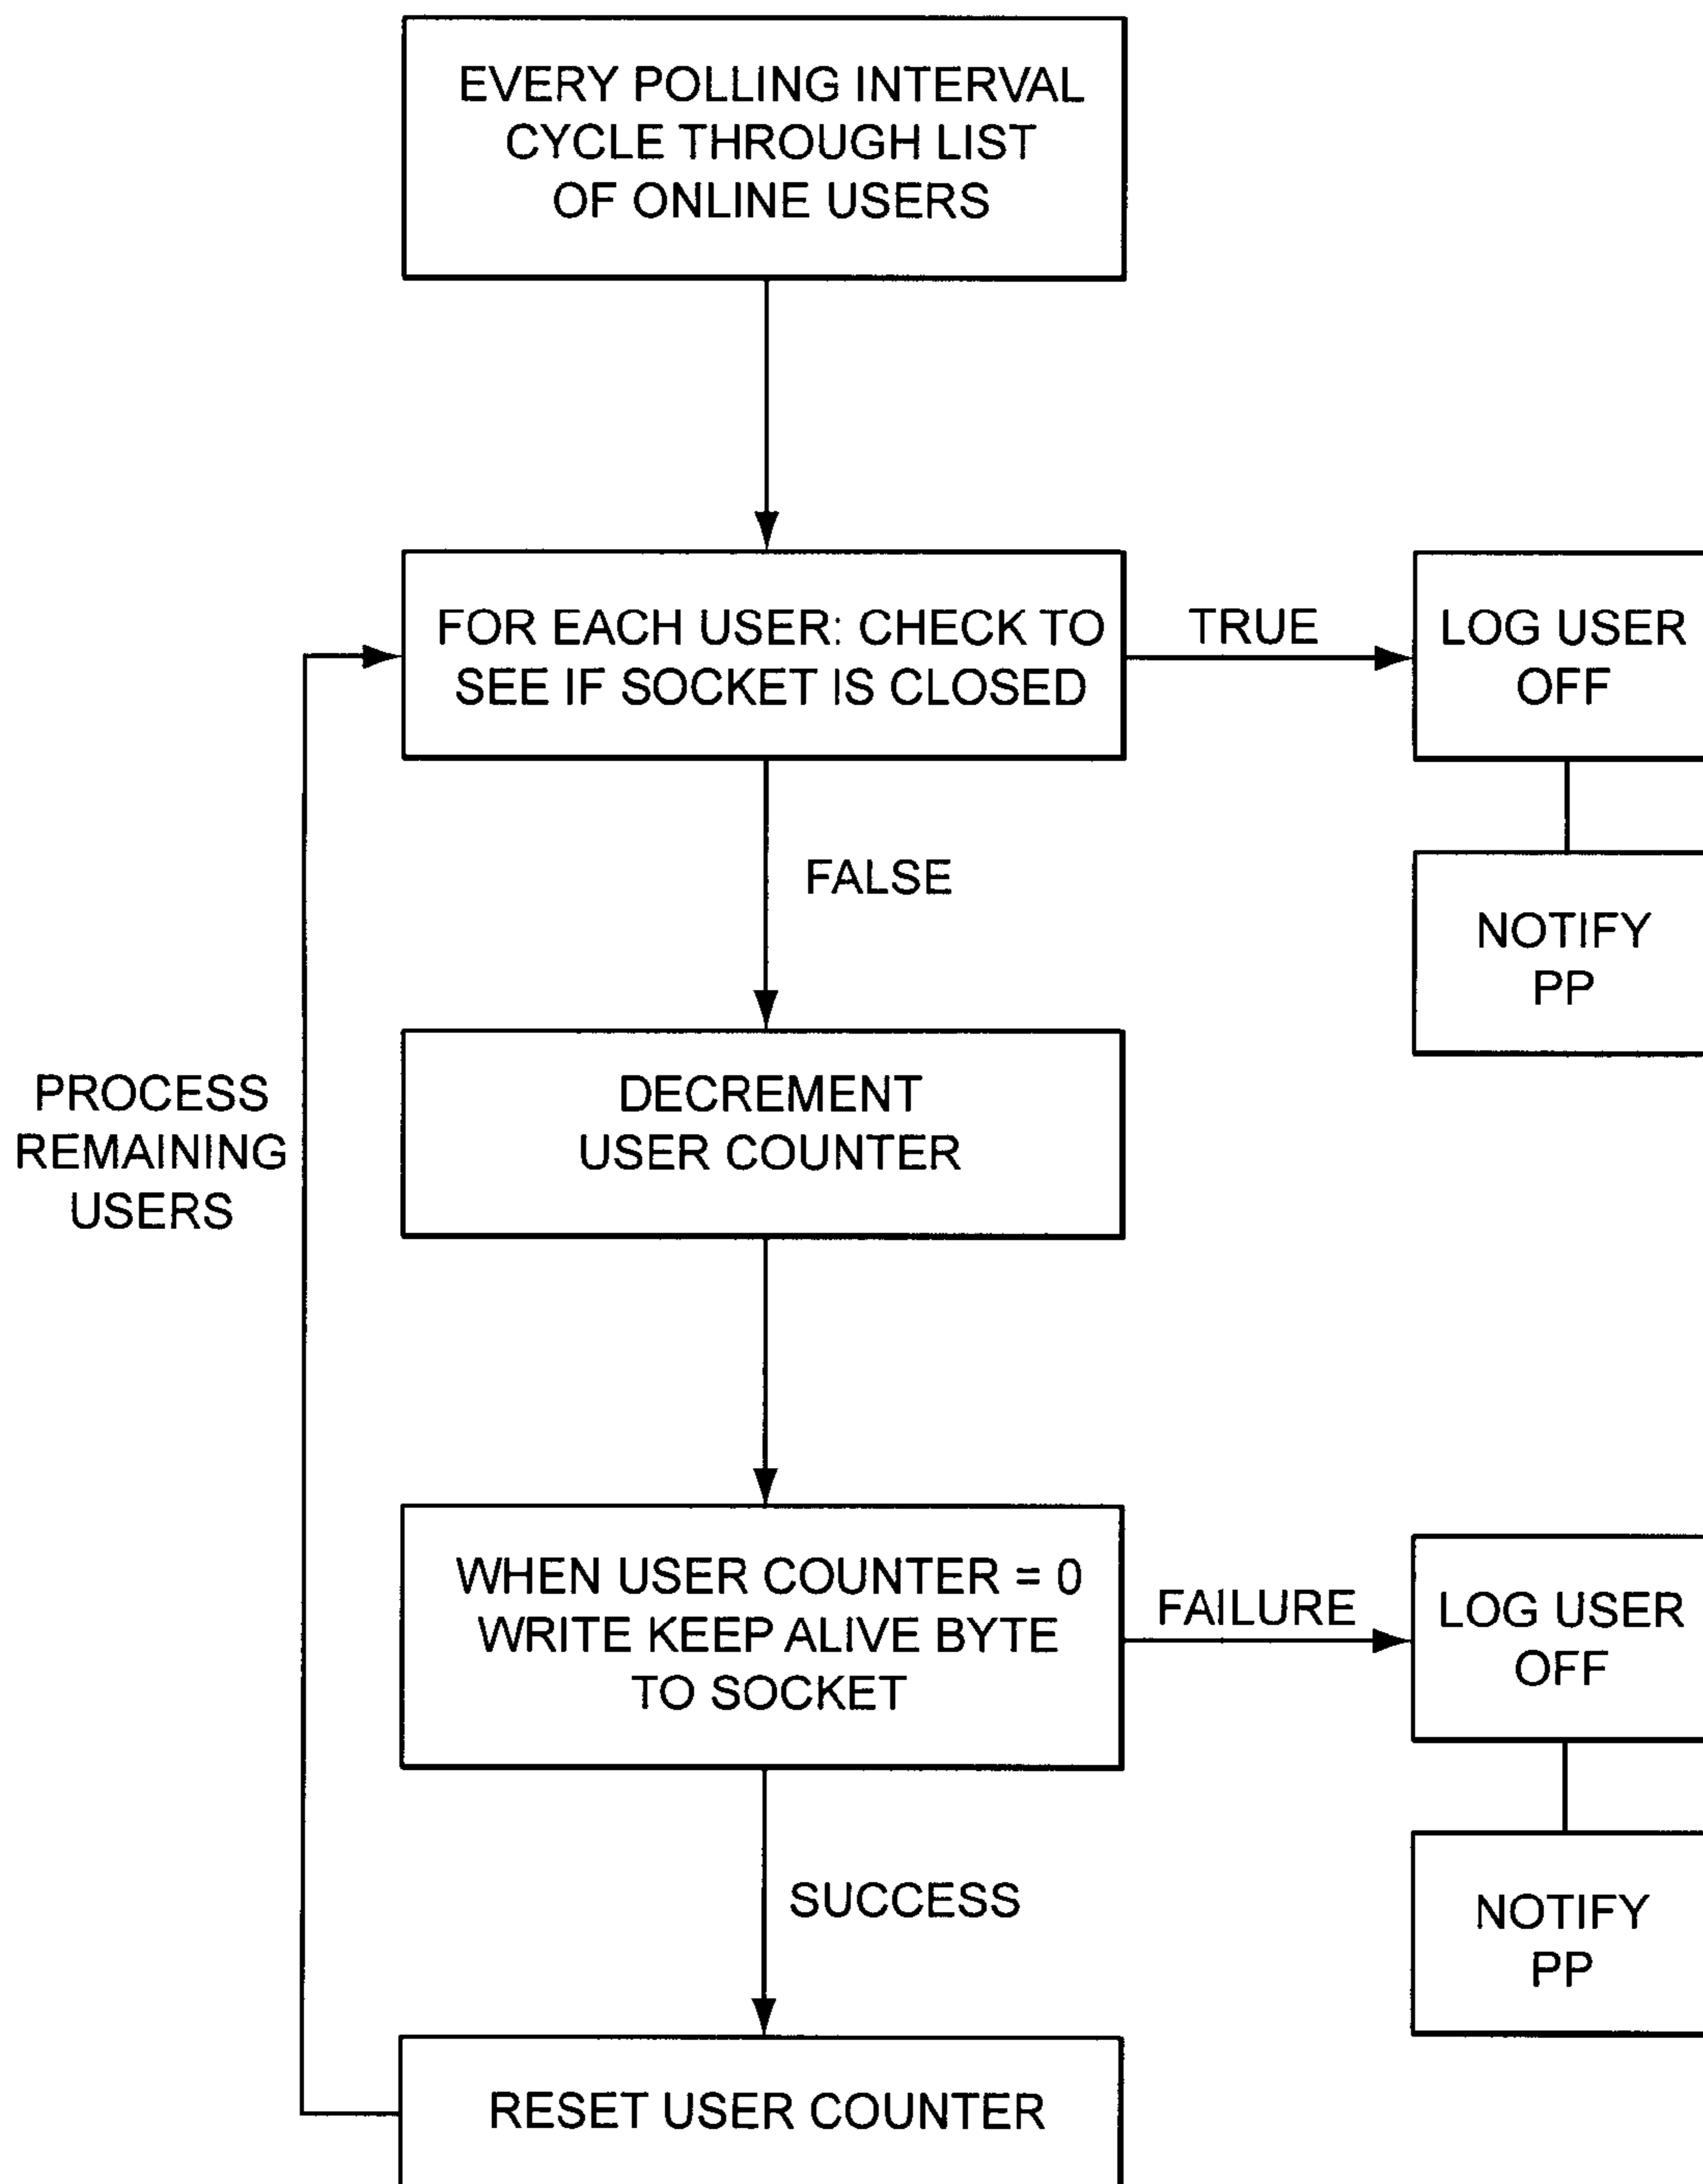 EVERY POLLING INTERVAL
CYCLE THROUGH LIST
OF ONLINE USERS
FOR EACH USER: CHECK TO
SEE IF SOCKET IS CLOSED
TRUE
LOG USER
OFF
NOTIFY
PP
FALSE
DECREMENT
USER COUNTER
PROCESS
REMAINING
USERS
WHEN USER COUNTER = 0
WRITE KEEP ALIVE BYTE
TO SOCKET
FAILURE
LOG USER
OFF
NOTIFY
PP
SUCCESS
RESET USER COUNTER